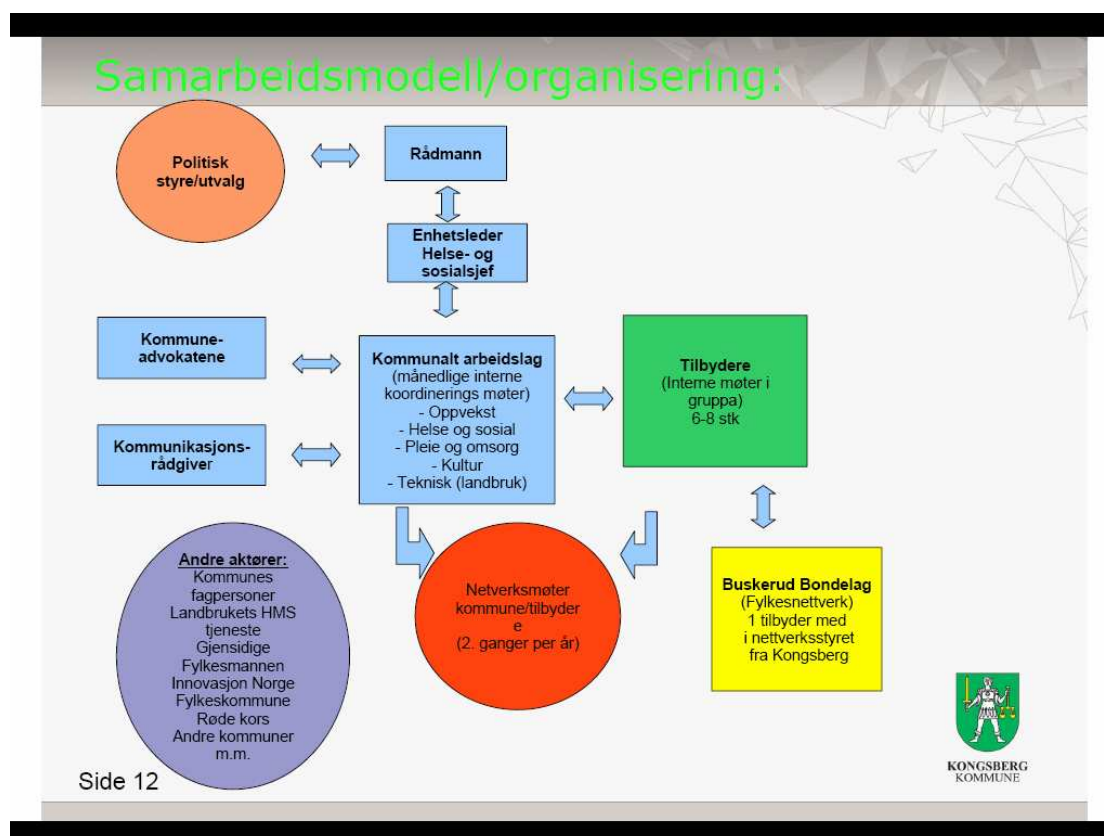 Samarbeidsmodell/organisering:
Politisk
styre/utvalg
Rådmann
Enhetsleder
Helse- og
sosialsjef
Kommune-
advokatene
Kommunikasjons-
rådgiver
Kommunalt arbeidslag
(månedlige interne
koordinerings møter)
- Oppvekst
- Helse og sosial
- Pleie og omsorg
- Kultur
- Teknisk (landbruk)
Tilbydere
(Interne møter i
gruppa)
6-8 stk
Andre aktører:
Kommunes
fagpersoner
Landbrukets HMS
tjeneste
Gjensidige
Fylkesmannen
Innovasjon Norge
Fylkeskommune
Røde kors
Andre kommuner
m.m.
Netverksmøter
kommune/tilbyder
e
(2. ganger per år)
Buskerud Bondelag
(Fylkesnettverk)
1 tilbyder med
i nettverksstyret
fra Kongsberg
KONGSBERG
KOMMUNE
Side 12